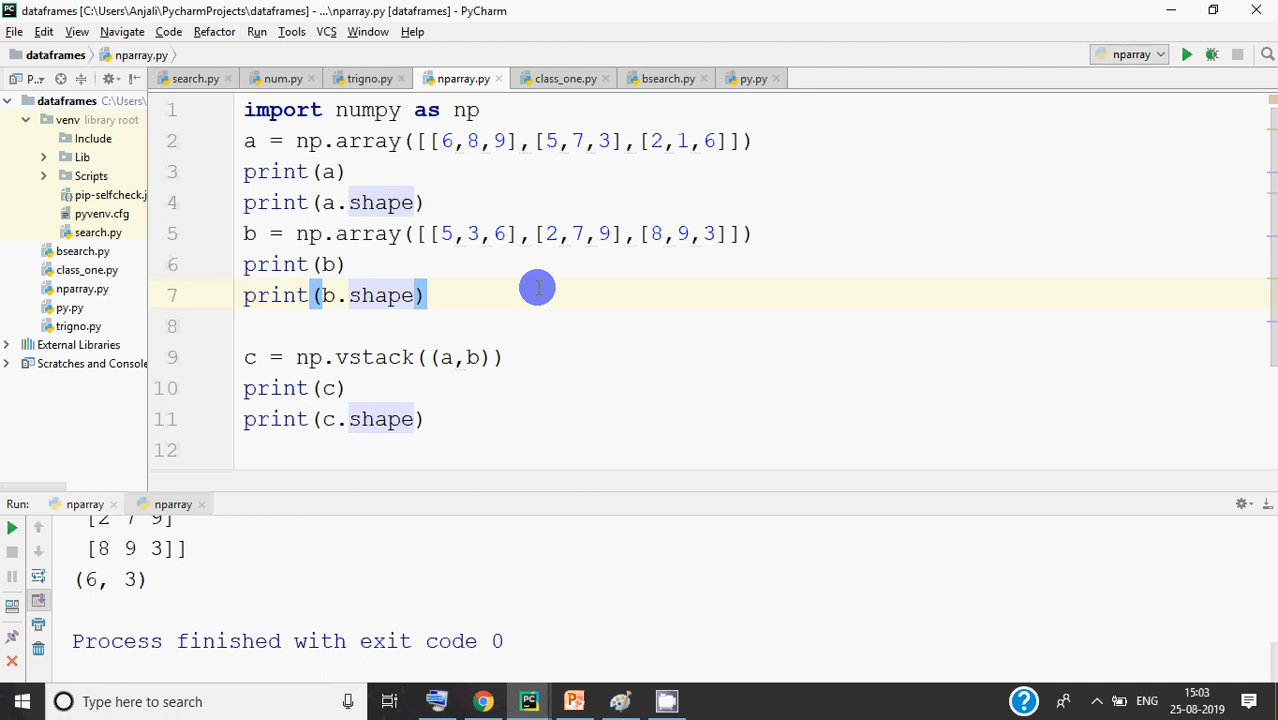 dataframes [C:\Users\Anjali\PycharmProjects\dataframes] - ...\nparray.py [dataframes] - PyCharm
File Edit View Navigate Code Refactor Run Tools VCS Window Help
dataframes nparray.py nparray
P.. search.py num.py trigno.py nparray.py class_one.py bsearch.py py.py
dataframes C:\Users\
venv library root
Include
Lib
Scripts
pip-selfcheck.j
pyvenv.cfg
search.py
bsearch.py
class_one.py
nparray.py
py.py
trigno.py
External Libraries
Scratches and Console
1 import numpy as np
2 a = np.array([[6,8,9],[5,7,3],[2,1,6]])
3 print(a)
4 print(a.shape)
5 b = np.array([[5,3,6],[2,7,9],[8,9,3]])
6 print(b)
7 print(b.shape)
8
9 c = np.vstack((a,b))
10 print(c)
11 print(c.shape)
12
Run: nparray nparray
[2 7 9]
[8 9 3]]
(6, 3)
Process finished with exit code 0
Type here to search
ENG
15:03
25-08-2019